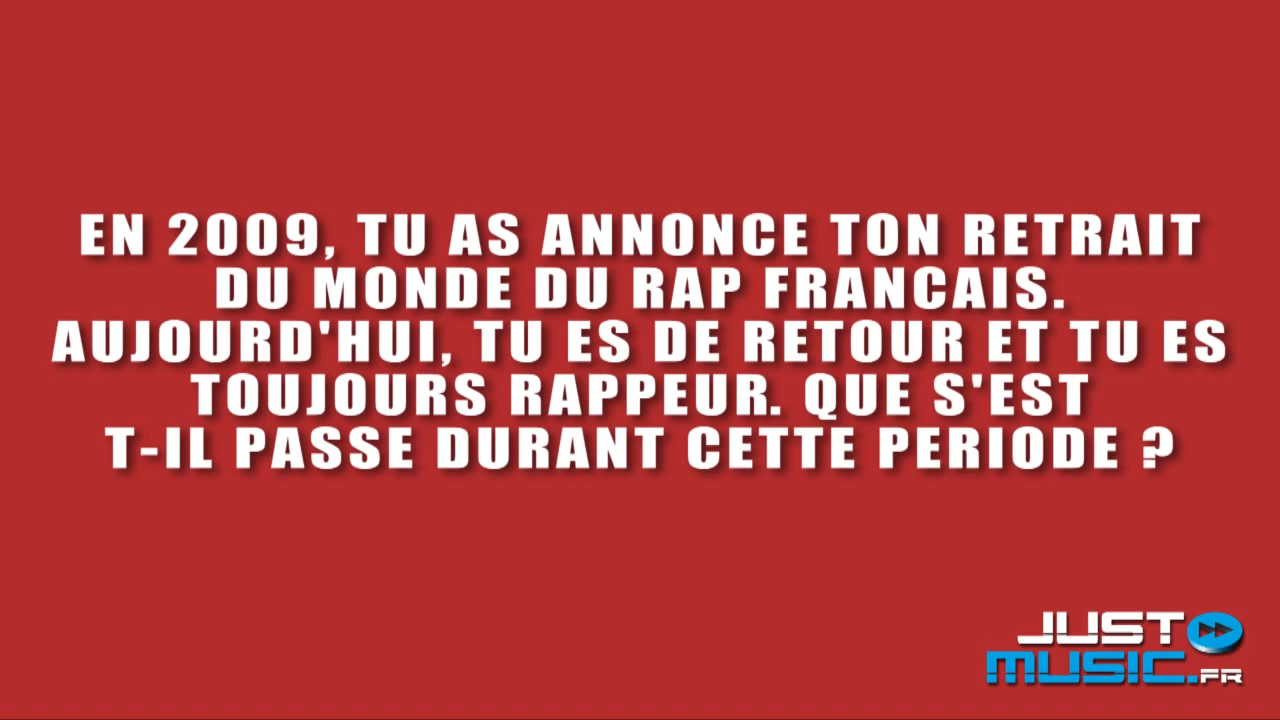 EN 2009, TU AS ANNONCE TON RETRAIT
DU MONDE DU RAP FRANCAIS.
AUJOURD'HUI, TU ES DE RETOUR ET TU ES
TOUJOURS RAPPEUR. QUE S'EST
T-IL PASSE DURANT CETTE PERIODE ?
JUST
MUSIC.FR